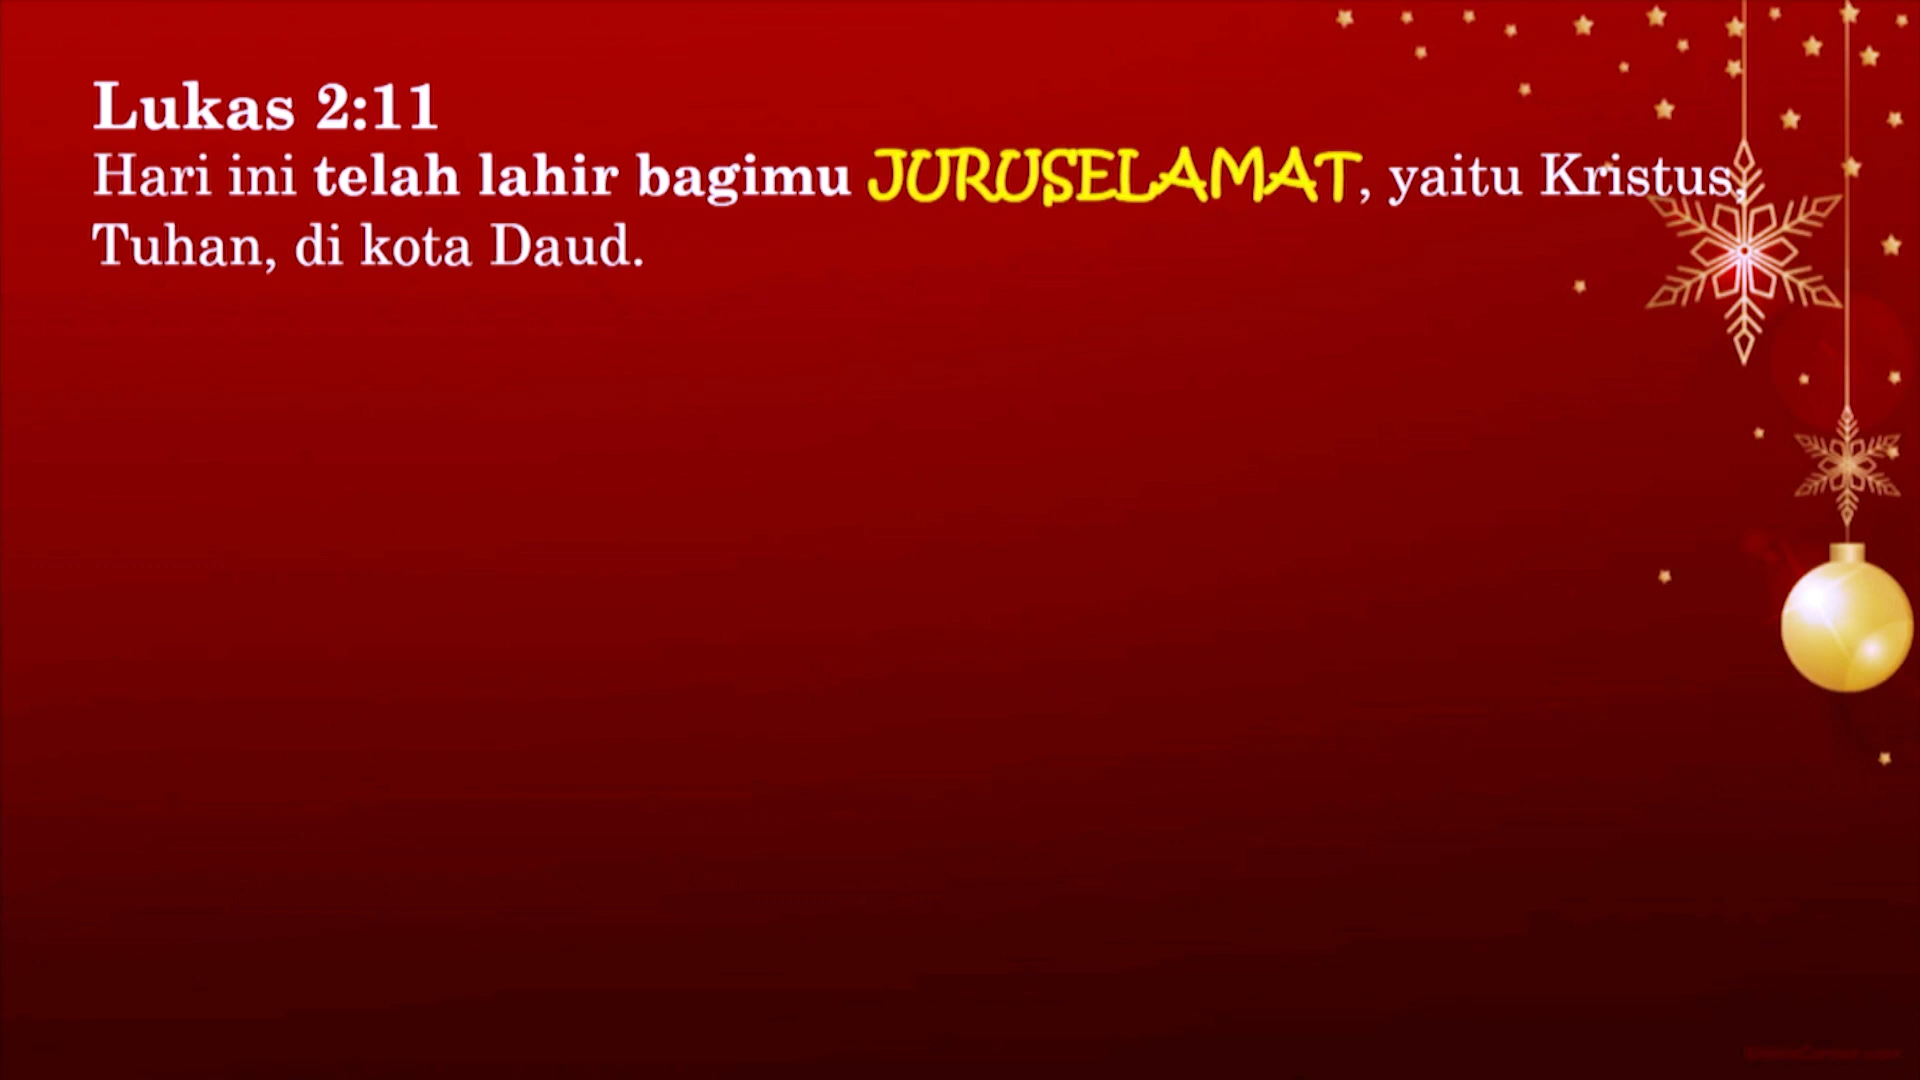 Lukas 2:11
Hari ini telah lahir bagimu JURUSELAMAT, yaitu Kristus,
Tuhan, di kota Daud.